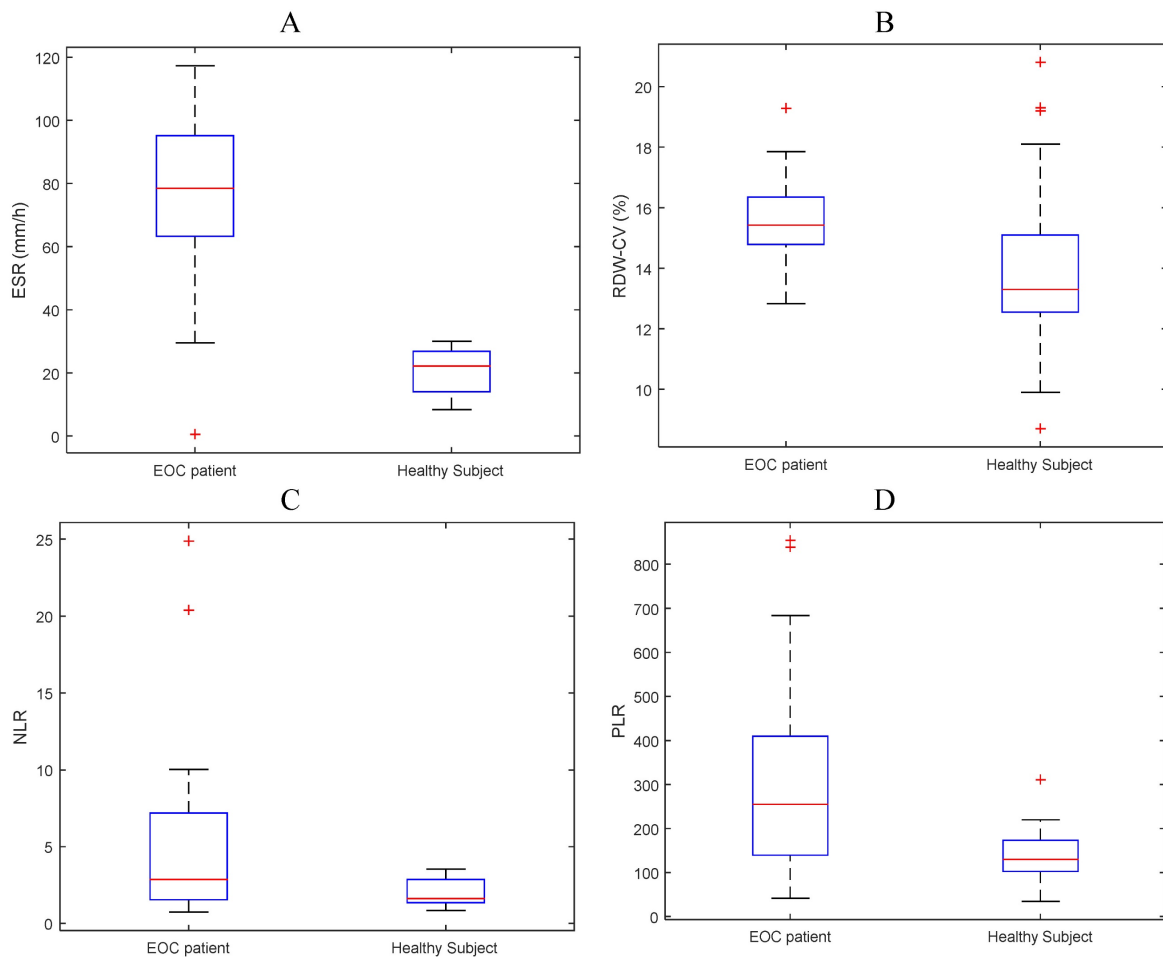 A
B
120
100
80
60
40
20
0
ESR (mm/h)
EOC patient
Healthy Subject
20
18
16
14
12
10
RDW-CV (%)
EOC patient
Healthy Subject
C
D
25
20
15
10
5
0
NLR
EOC patient
Healthy Subject
800
700
600
500
400
300
200
100
0
PLR
EOC patient
Healthy Subject